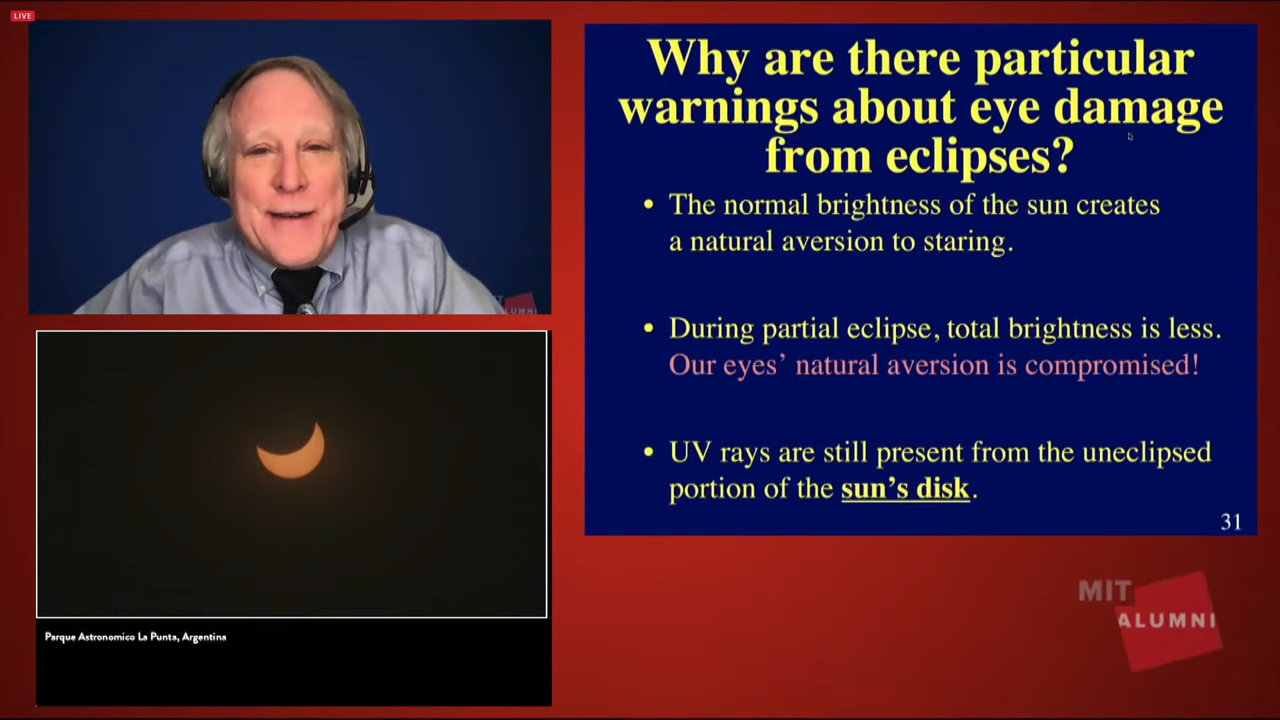 LIVE
Why are there particular
warnings about eye damage
from eclipses?
• The normal brightness of the sun creates
a natural aversion to staring.
• During partial eclipse, total brightness is less.
Our eyes’ natural aversion is compromised!
• UV rays are still present from the uneclipsed
portion of the sun’s disk.
31
MIT
ALUMNI
Parque Astronomico La Punta, Argentina
MIT
ALUMNI